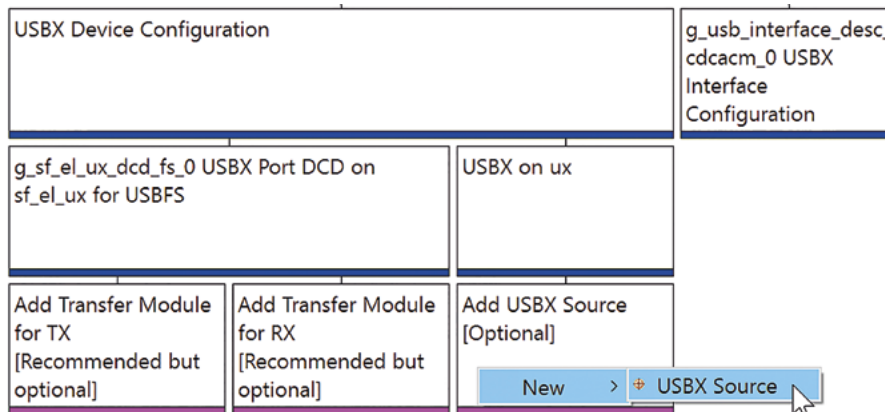 USBX Device Configuration
g_usb_interface_desc_
cdcacm_0 USBX
Interface
Configuration
g_sf_el_ux_dcd_fs_0 USBX Port DCD on
sf_el_ux for USBFS
USBX on ux
Add Transfer Module
for TX
[Recommended but
optional]
Add Transfer Module
for RX
[Recommended but
optional]
Add USBX Source
[Optional]
New
USBX Source